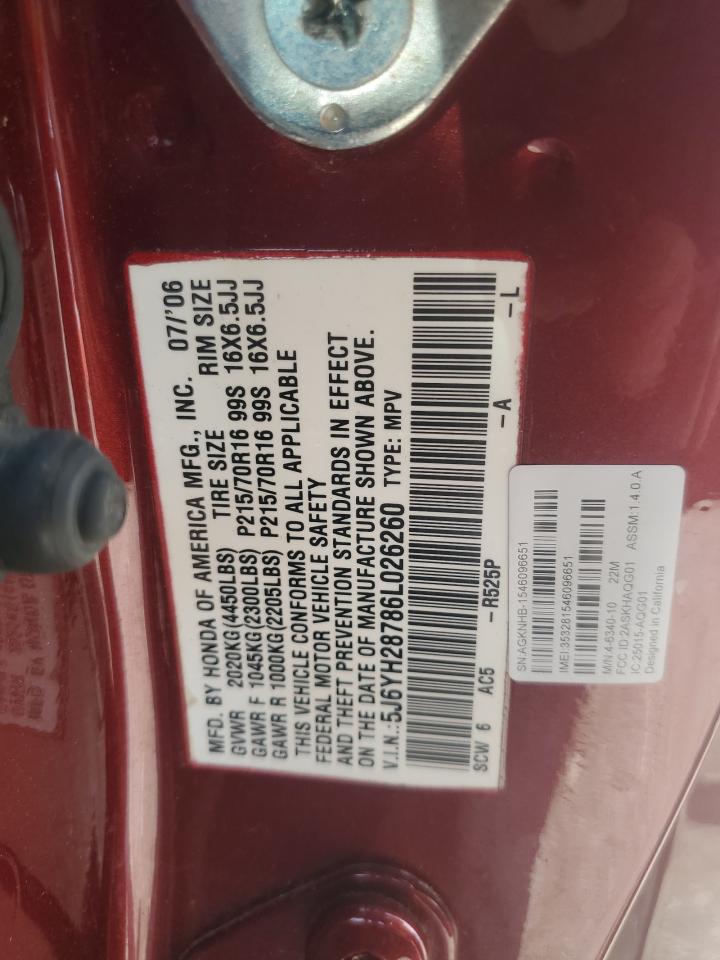 MFD. BY HONDA OF AMERICA MFG., INC. 07/'06
GVWR 2020KG(4450LBS) TIRE SIZE RIM SIZE
GAWR F 1045KG(2300LBS) P215/70R16 99S 16X6.5JJ
GAWR R 1000KG(2205LBS) P215/70R16 99S 16X6.5JJ
THIS VEHICLE CONFORMS TO ALL APPLICABLE
FEDERAL MOTOR VEHICLE SAFETY
AND THEFT PREVENTION STANDARDS IN EFFECT
ON THE DATE OF MANUFACTURE SHOWN ABOVE.
V.I.N.:5J6YH28786L026260 TYPE: MPV
SCW 6 AC5 -R525P -A -L
SN:AGKNHB-1546096651
IMEI:353281546096651
M/N:4-6340-10 22M
FCC ID:2ASKHAQG01 ASSM:1.4.0.A
IC:25015-AQG01
Designed in California